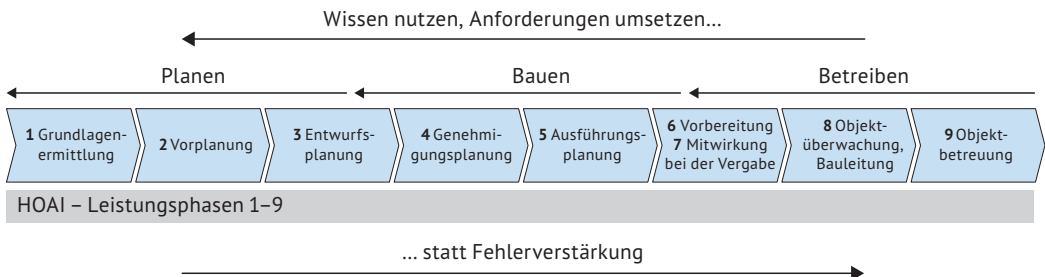 Wissen nutzen, Anforderungen umsetzen...
Planen
Bauen
Betreiben
1 Grundlagen-
ermittlung
2 Vorplanung
3 Entwurfs-
planung
4 Genehmi-
gungsplanung
5 Ausführungs-
planung
6 Vorbereitung
7 Mitwirkung
bei der Vergabe
8 Objekt-
überwachung,
Bauleitung
9 Objekt-
betreuung
HOAI – Leistungsphasen 1–9
... statt Fehlerverstärkung